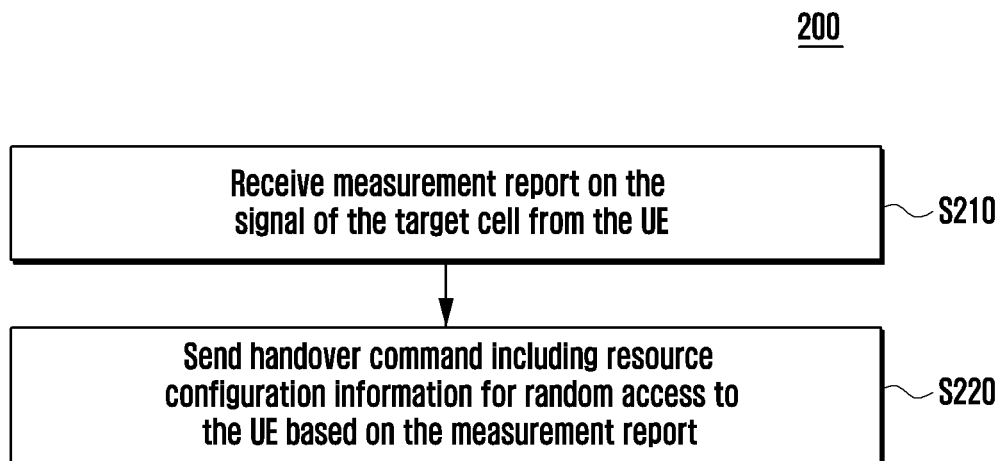 200
Receive measurement report on the
signal of the target cell from the UE
S210
Send handover command including resource
configuration information for random access to
the UE based on the measurement report
S220